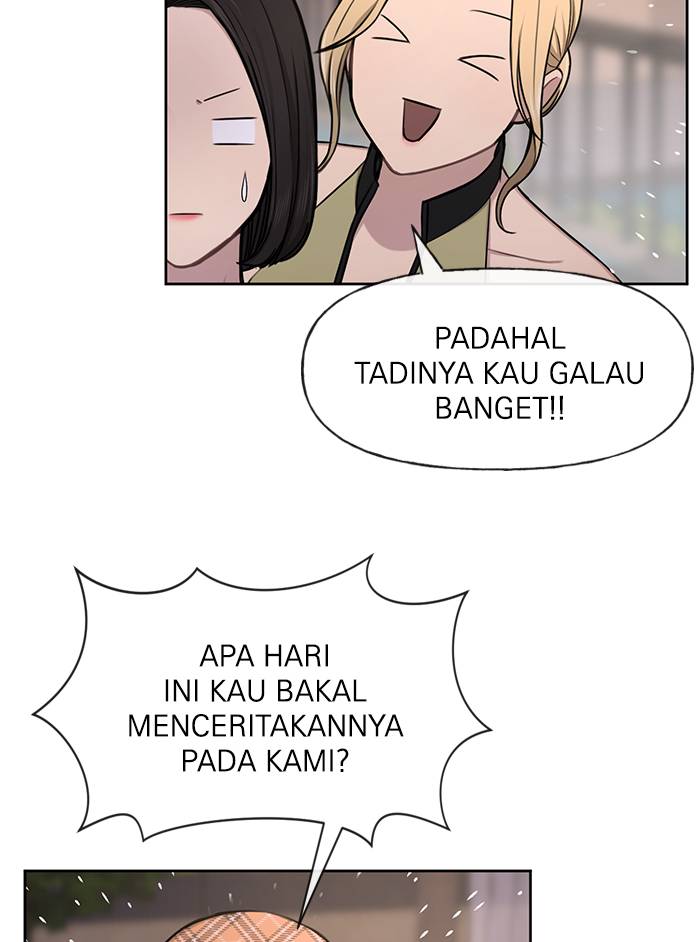 PADAHAL
TADINYA KAU GALAU
BANGET!!
APA HARI
INI KAU BAKAL
MENCERITAKANNYA
PADA KAMI?